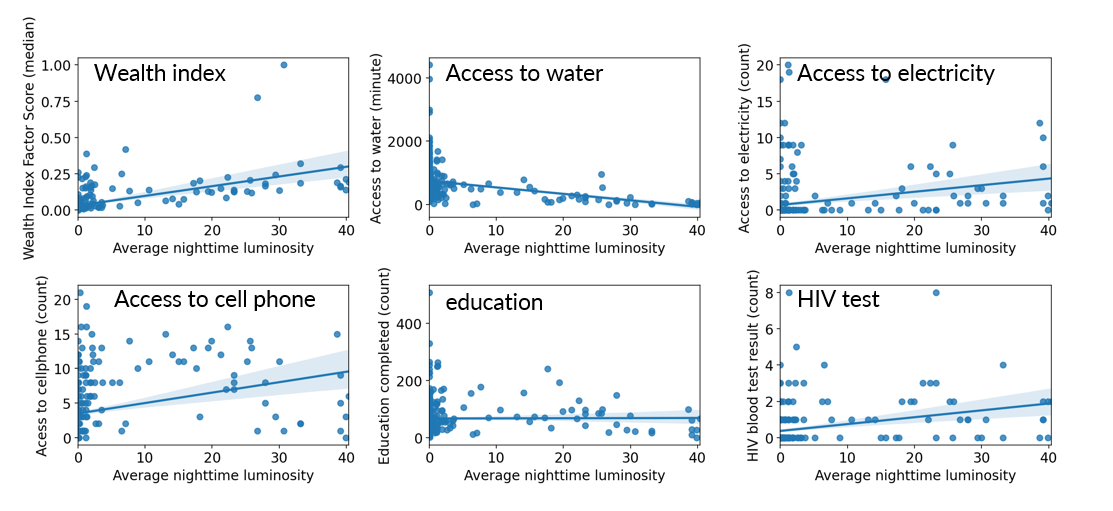 Wealth index
Wealth Index Factor Score (median)
1.00
0.75
0.50
0.25
0.00
0 10 20 30 40
Average nighttime luminosity
Access to water
Access to water (minute)
4000
2000
0
0 10 20 30 40
Average nighttime luminosity
Access to electricity
Access to electricity (count)
20
15
10
5
0
0 10 20 30 40
Average nighttime luminosity
Access to cell phone
Acess to cellphone (count)
20
15
10
5
0
0 10 20 30 40
Average nighttime luminosity
education
Education completed (count)
400
200
0
0 10 20 30 40
Average nighttime luminosity
HIV test
HIV blood test result (count)
8
6
4
2
0
0 10 20 30 40
Average nighttime luminosity